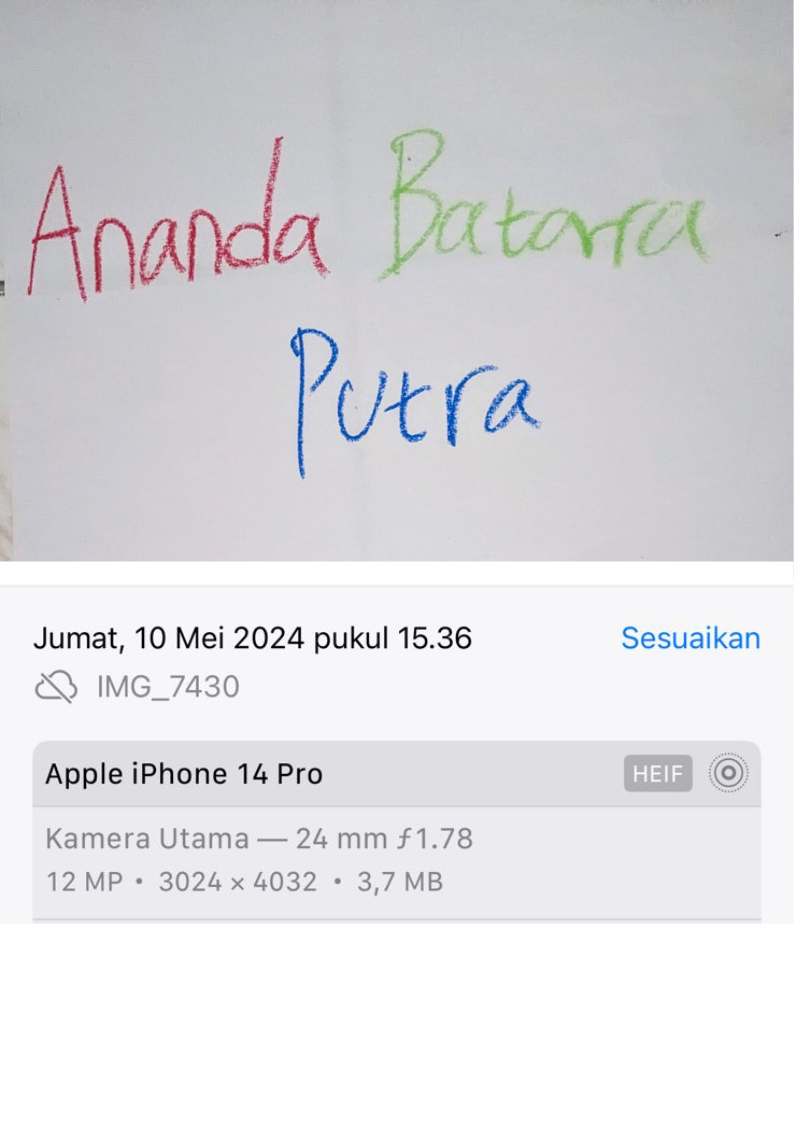 Ananda Batarra
Putra
Jumat, 10 Mei 2024 pukul 15.36 Sesuaikan
IMG_7430
Apple iPhone 14 Pro HEIF
Kamera Utama — 24 mm ƒ1.78
12 MP • 3024 × 4032 • 3,7 MB